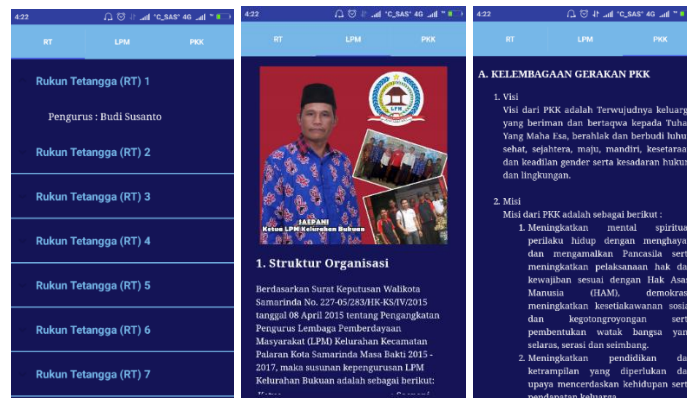 4:22
"C_SAS" 4G
RT LPM PKK
Rukun Tetangga (RT) 1
Pengurus : Budi Susanto
Rukun Tetangga (RT) 2
Rukun Tetangga (RT) 3
Rukun Tetangga (RT) 4
Rukun Tetangga (RT) 5
Rukun Tetangga (RT) 6
Rukun Tetangga (RT) 7
4:22
"C_SAS" 4G
RT LPM PKK
LPM
JASPANI
Ketua LPM Kelurahan Bukuan
1. Struktur Organisasi
Berdasarkan Surat Keputusan Walikota
Samarinda No. 227-05/283/HK-KS/IV/2015
tanggal 08 April 2015 tentang Pengangkatan
Pengurus Lembaga Pemberdayaan
Masyarakat (LPM) Kelurahan Kecamatan
Palaran Kota Samarinda Masa Bakti 2015 -
2017, maka susunan kepengurusan LPM
Kelurahan Bukuan adalah sebagai berikut:
4:22
"C_SAS" 4G
RT LPM PKK
A. KELEMBAGAAN GERAKAN PKK
1. Visi
Visi dari PKK adalah Terwujudnya keluarg
yang beriman dan bertaqwa kepada Tuha
Yang Maha Esa, berahlak dan berbudi luhu
sehat, sejahtera, maju, mandiri, kesetaraa
dan keadilan gender serta kesadaran huku
dan lingkungan.
2. Misi
Misi dari PKK adalah sebagai berikut :
1. Meningkatkan mental spiritua
perilaku hidup dengan menghaya
dan mengamalkan Pancasila sert
meningkatkan pelaksanaan hak da
kewajiban sesuai dengan Hak Asa
Manusia (HAM), demokras
meningkatkan kesetiakawanan sosia
dan kegotongroyongan sert
pembentukan watak bangsa yan
selaras, serasi dan seimbang.
2. Meningkatkan pendidikan da
ketrampilan yang diperlukan da
upaya mencerdaskan kehidupan sert
pendapatan keluarga.